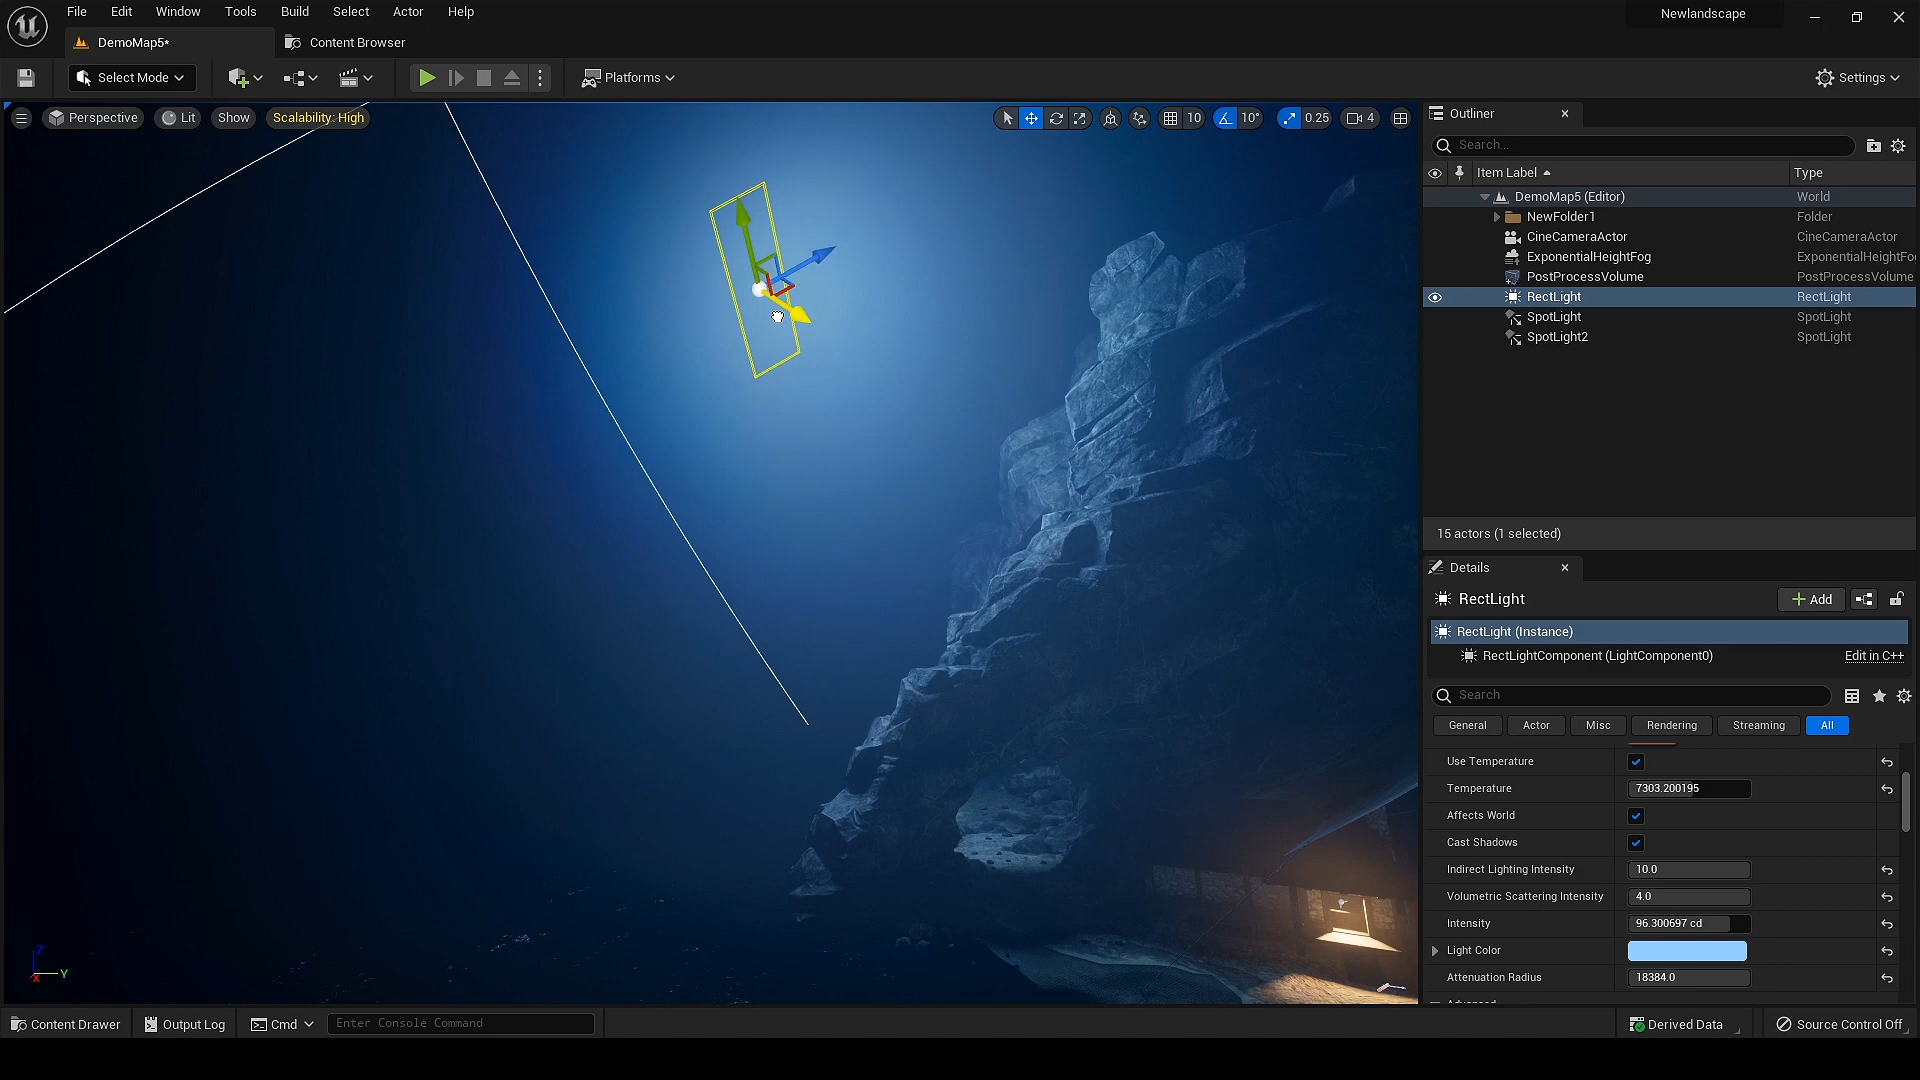 File Edit Window Tools Build Select Actor Help
Newlandscape
DemoMap5*
Content Browser
Select Mode
Platforms
Settings
Perspective
Lit
Show
Scalability: High
10
10°
0.25
4
Outliner
Search...
Item Label
Type
DemoMap5 (Editor)
World
NewFolder1
Folder
CineCameraActor
CineCameraActor
ExponentialHeightFog
ExponentialHeightFo
PostProcessVolume
PostProcessVolume
RectLight
RectLight
SpotLight
SpotLight
SpotLight2
SpotLight
15 actors (1 selected)
Details
RectLight
Add
RectLight (Instance)
RectLightComponent (LightComponent0)
Edit in C++
Search
General
Actor
Misc
Rendering
Streaming
All
Use Temperature
Temperature
7303.200195
Affects World
Cast Shadows
Indirect Lighting Intensity
10.0
Volumetric Scattering Intensity
4.0
Intensity
96.300697 cd
Light Color
Attenuation Radius
18384.0
Advanced
Z
X
Y
Content Drawer
Output Log
Cmd
Enter Console Command
Derived Data
Source Control Off